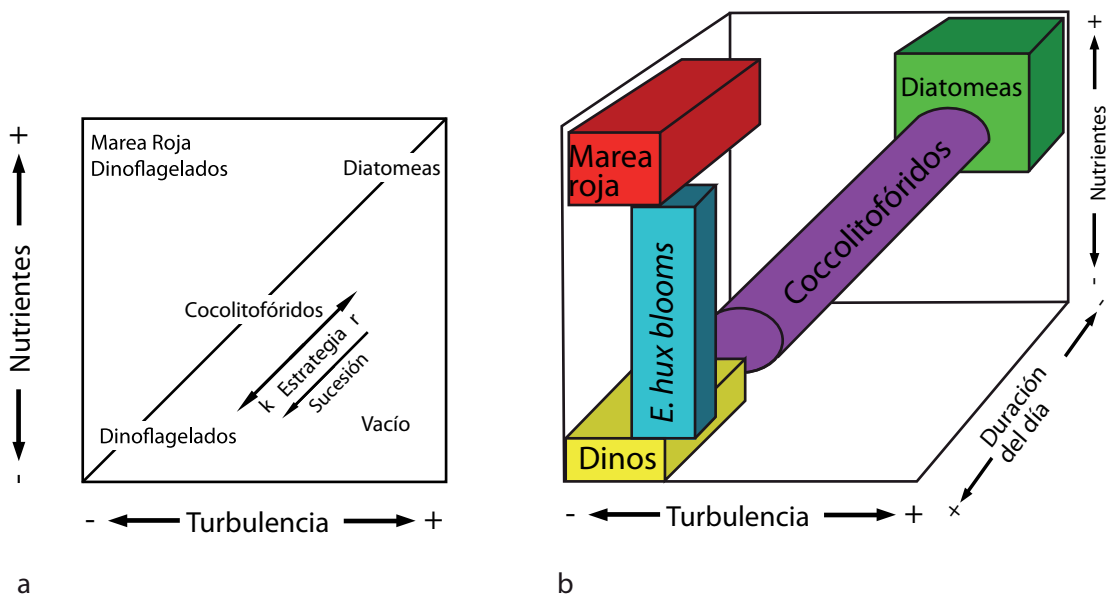 Marea Roja
Dinoflagelados
Diatomeas
Cocolitofóridos
k Estrategia r
Sucesión
Dinoflagelados
Vacío
+
Nutrientes
-
- Turbulencia +
a
Marea
roja
Diatomeas
Coccolitofóridos
E. hux blooms
Dinos
+
Nutrientes
-
-
Duración
del día
+
- Turbulencia +
b